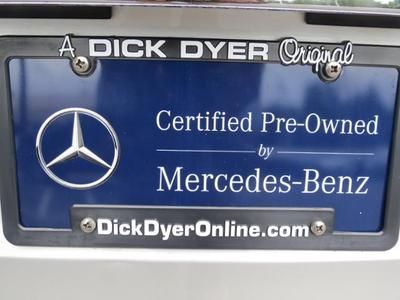 A DICK DYER Original
Certified Pre-Owned
by
Mercedes-Benz
DickDyerOnline.com